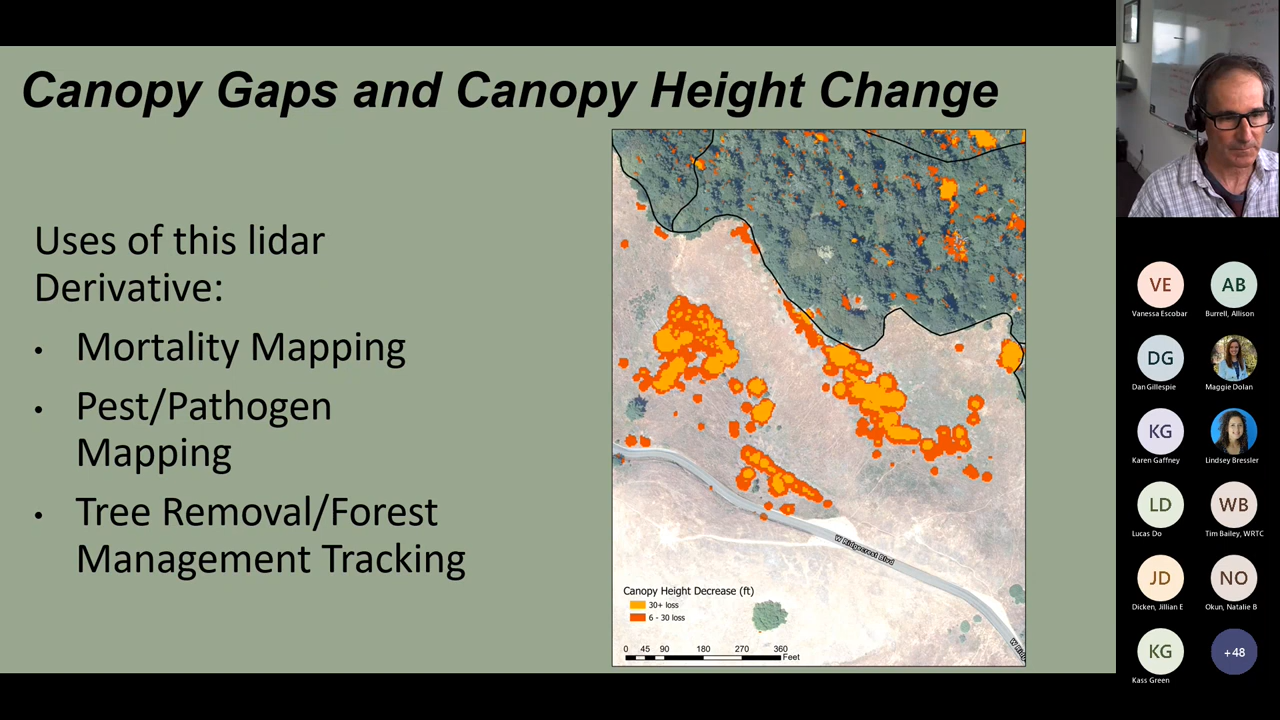 Canopy Gaps and Canopy Height Change
Uses of this lidar
Derivative:
• Mortality Mapping
• Pest/Pathogen
Mapping
• Tree Removal/Forest
Management Tracking
W Ridgecrest Blvd
Canopy Height Decrease (ft)
30+ loss
6 - 30 loss
0 45 90 180 270 360
Feet
VE
Vanessa Escobar
AB
Burrell, Allison
DG
Dan Gillespie
Maggie Dolan
KG
Karen Gaffney
Lindsey Bressler
LD
Lucas Do
WB
Tim Bailey, WRTC
JD
Dicken, Jillian E
NO
Okun, Natalie B
KG
Kass Green
+48